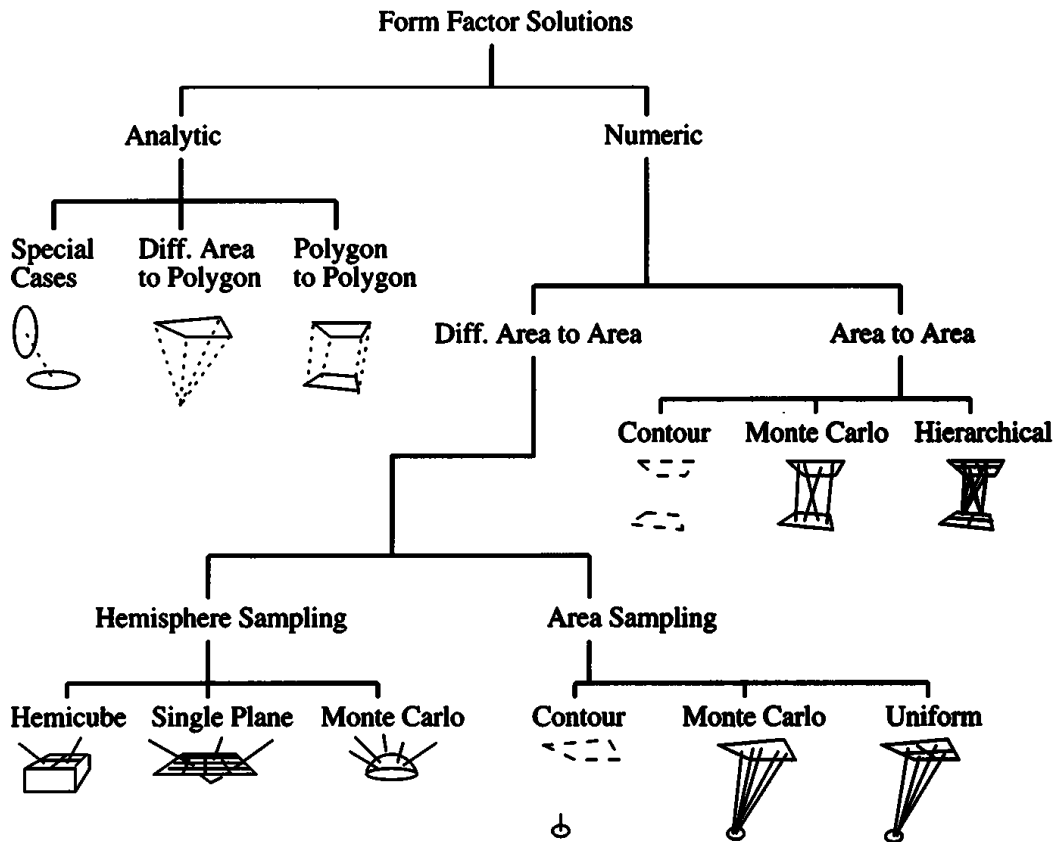 Form Factor Solutions
Analytic
Numeric
Special
Cases
Diff. Area
to Polygon
Polygon
to Polygon
Diff. Area to Area
Area to Area
Contour
Monte Carlo
Hierarchical
Hemisphere Sampling
Area Sampling
Hemicube
Single Plane
Monte Carlo
Contour
Monte Carlo
Uniform